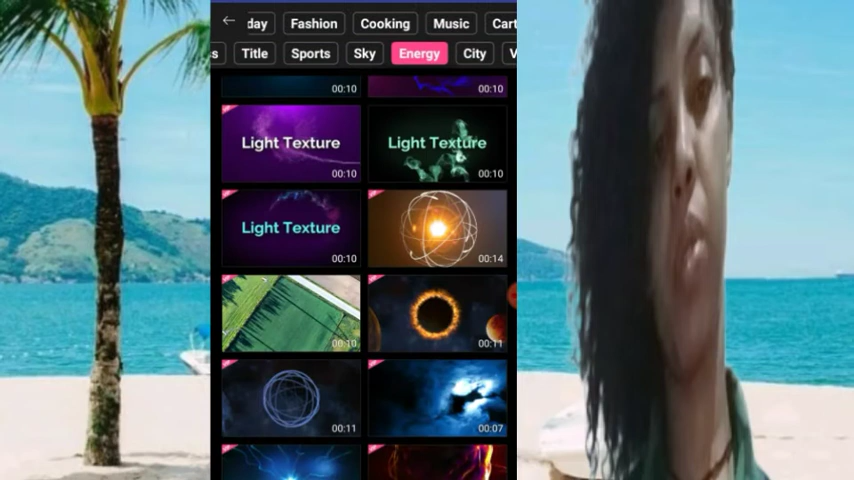 day Fashion Cooking Music Cart
s Title Sports Sky Energy City V
00:10 00:10
Light Texture 00:10
Light Texture 00:10
Light Texture 00:10
00:14
00:10
00:11
00:11
00:07